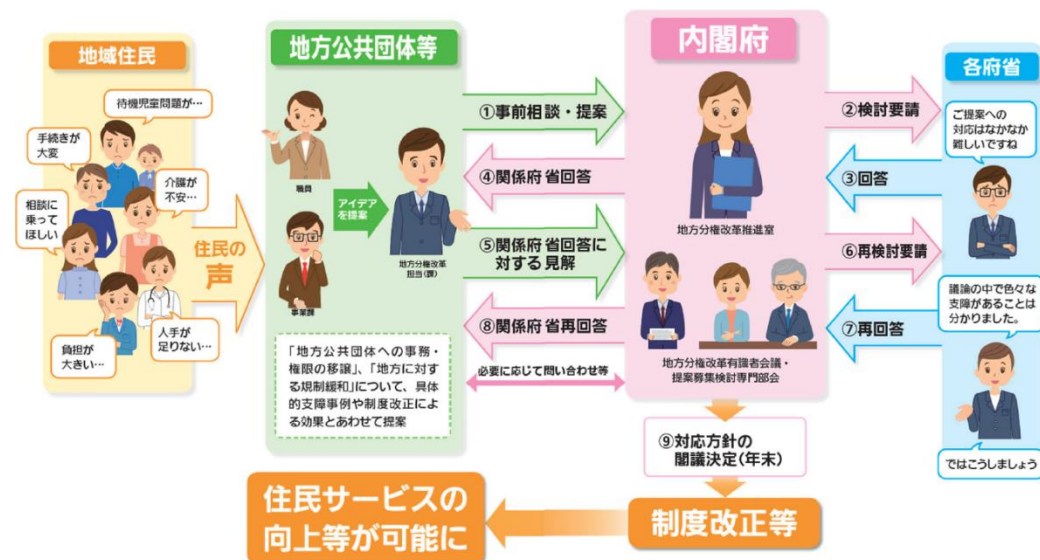 地域住民
待機児童問題が…
手続きが
大変
介護が
不安…
相談に
乗って
ほしい
人手が
足りない…
負担が
大きい…
住民の
声
地方公共団体等
職員
アイデア
を提案
事業課
地方分権改革
担当(課)
「地方公共団体への事務・
権限の移譲」、「地方に対
する規制緩和」について、具体
的支障事例や制度改正によ
る効果とあわせて提案
①事前相談・提案
④関係府省回答
⑤関係府省回答に
対する見解
⑧関係府省再回答
必要に応じて問い合わせ等
内閣府
地方分権改革推進室
地方分権改革有識者会議・
提案募集検討専門部会
②検討要請
③回答
⑥再検討要請
⑦再回答
各府省
ご提案への
対応はなかなか
難しいですね
議論の中で色々な
支障があることは
分かりました。
ではこうしましょう
⑨対応方針の
閣議決定(年末)
制度改正等
住民サービスの
向上等が可能に